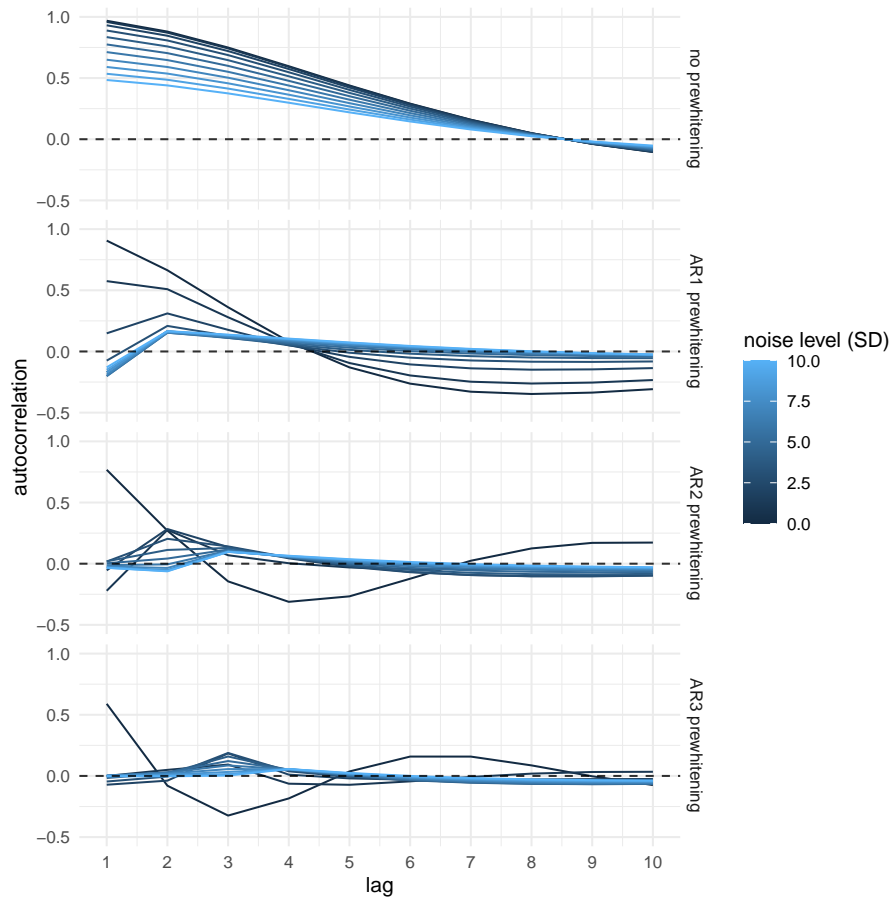 1.0
0.5
0.0
−0.5
no prewhitening
1.0
0.5
0.0
−0.5
AR1 prewhitening
1.0
0.5
0.0
−0.5
AR2 prewhitening
1.0
0.5
0.0
−0.5
AR3 prewhitening
1 2 3 4 5 6 7 8 9 10
lag
autocorrelation
noise level (SD)
10.0
7.5
5.0
2.5
0.0